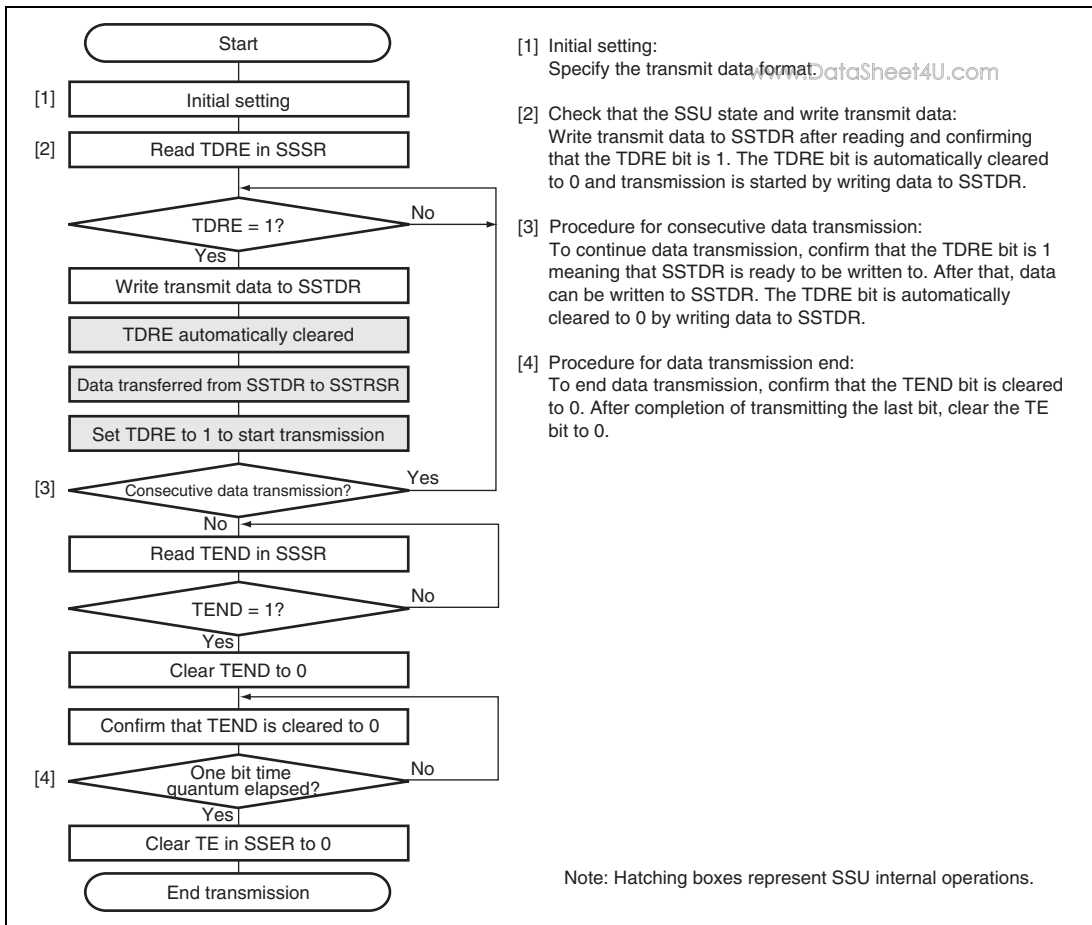 Start
[1] Initial setting
[2] Read TDRE in SSSR
TDRE = 1?
No
Yes
Write transmit data to SSTDR
TDRE automatically cleared
Data transferred from SSTDR to SSTRSR
Set TDRE to 1 to start transmission
[3] Consecutive data transmission?
Yes
No
Read TEND in SSSR
TEND = 1?
No
Yes
Clear TEND to 0
Confirm that TEND is cleared to 0
[4] One bit time
quantum elapsed?
No
Yes
Clear TE in SSER to 0
End transmission
[1] Initial setting:
Specify the transmit data format.
www.DataSheet4U.com
[2] Check that the SSU state and write transmit data:
Write transmit data to SSTDR after reading and confirming
that the TDRE bit is 1. The TDRE bit is automatically cleared
to 0 and transmission is started by writing data to SSTDR.
[3] Procedure for consecutive data transmission:
To continue data transmission, confirm that the TDRE bit is 1
meaning that SSTDR is ready to be written to. After that, data
can be written to SSTDR. The TDRE bit is automatically
cleared to 0 by writing data to SSTDR.
[4] Procedure for data transmission end:
To end data transmission, confirm that the TEND bit is cleared
to 0. After completion of transmitting the last bit, clear the TE
bit to 0.
Note: Hatching boxes represent SSU internal operations.